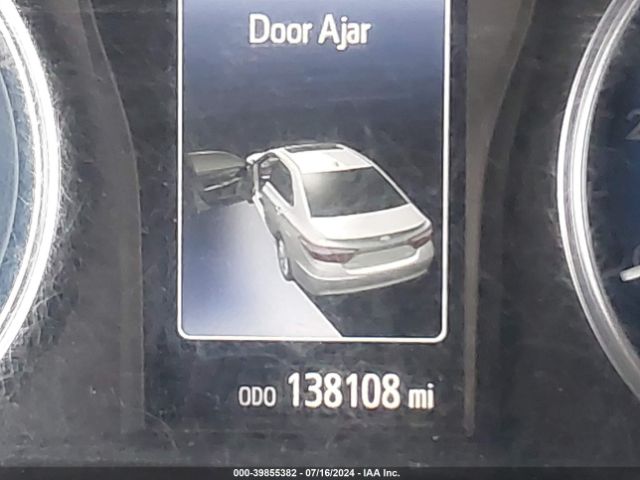 Door Ajar
ODO 138108 mi
000-39855382 - 07/16/2024 - IAA Inc.